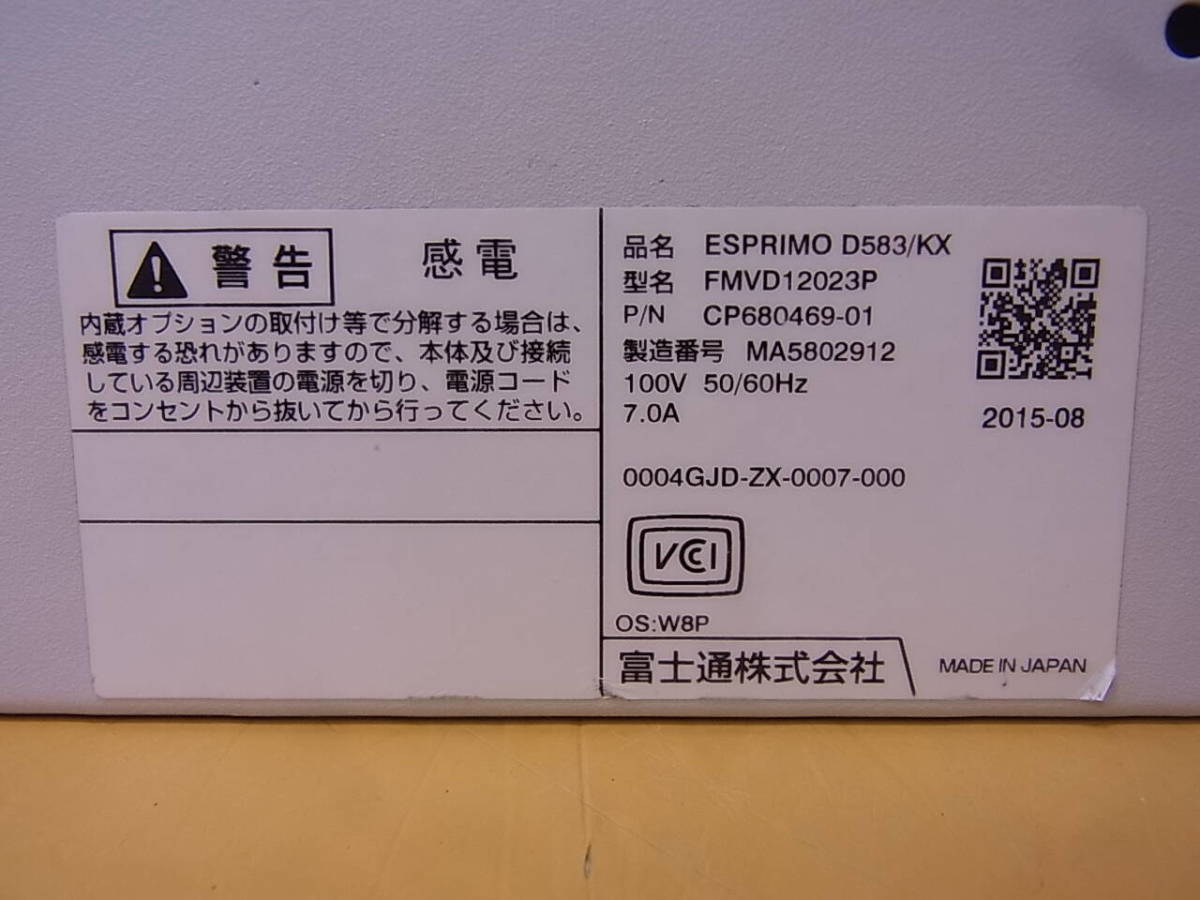 警告
感電
内蔵オプションの取付け等で分解する場合は、
感電する恐れがありますので、本体及び接続
している周辺装置の電源を切り、電源コード
をコンセントから抜いてから行ってください。
品名 ESPRIMO D583/KX
型名 FMVD12023P
P/N CP680469-01
製造番号 MA5802912
100V 50/60Hz
7.0A
2015-08
0004GJD-ZX-0007-000
VCI
OS:W8P
富士通株式会社
MADE IN JAPAN